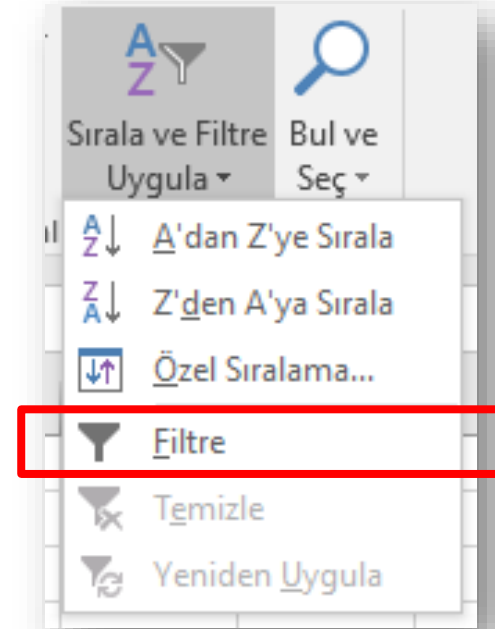 Sırala ve Filtre
Uygula
Bul ve
Seç
A'dan Z'ye Sırala
Z'den A'ya Sırala
Özel Sıralama...
Filtre
Temizle
Yeniden Uygula